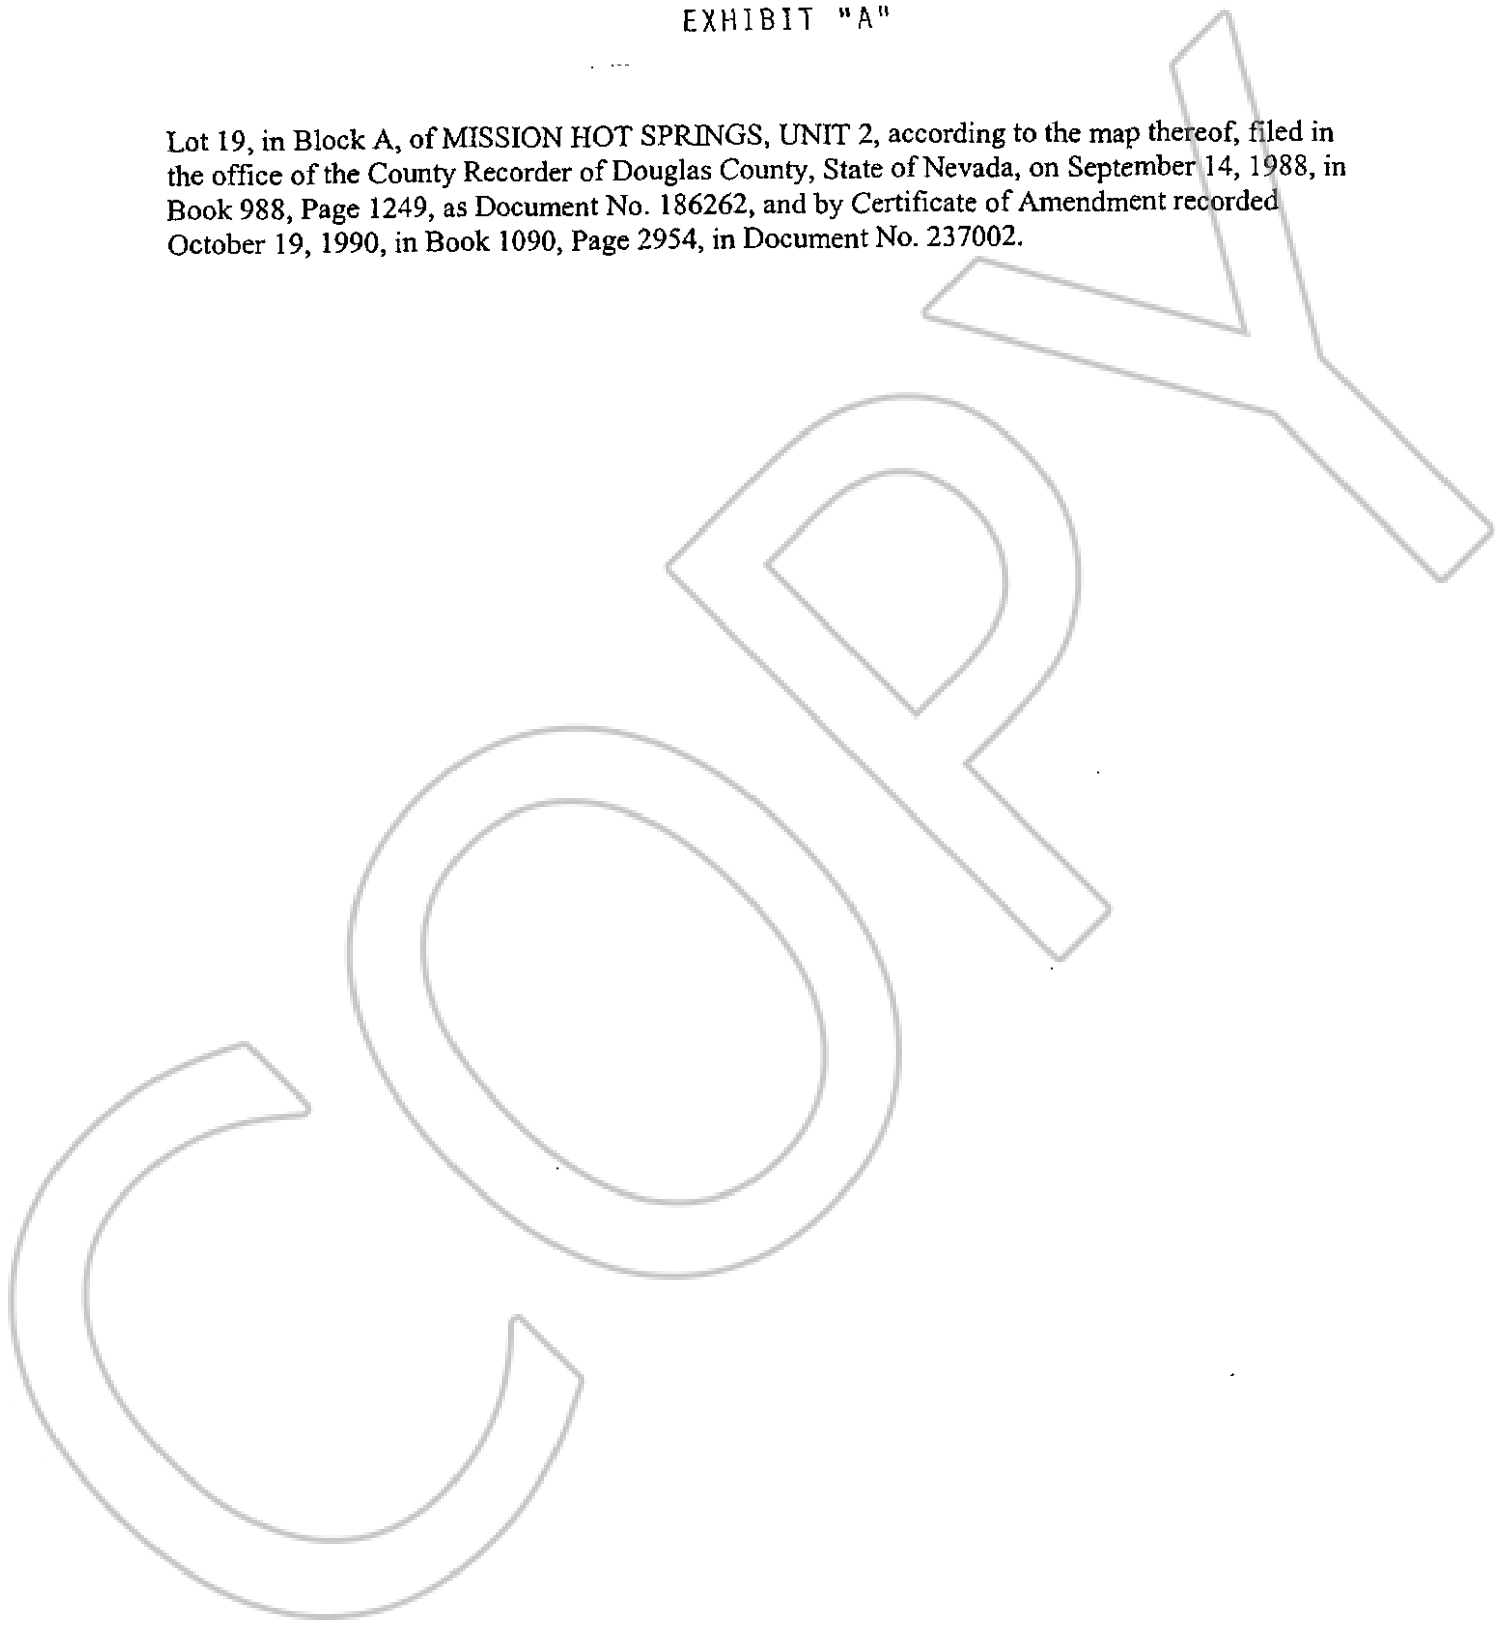 EXHIBIT "A"
Lot 19, in Block A, of MISSION HOT SPRINGS, UNIT 2, according to the map thereof, filed in
the office of the County Recorder of Douglas County, State of Nevada, on September 14, 1988, in
Book 988, Page 1249, as Document No. 186262, and by Certificate of Amendment recorded
October 19, 1990, in Book 1090, Page 2954, in Document No. 237002.
COPY